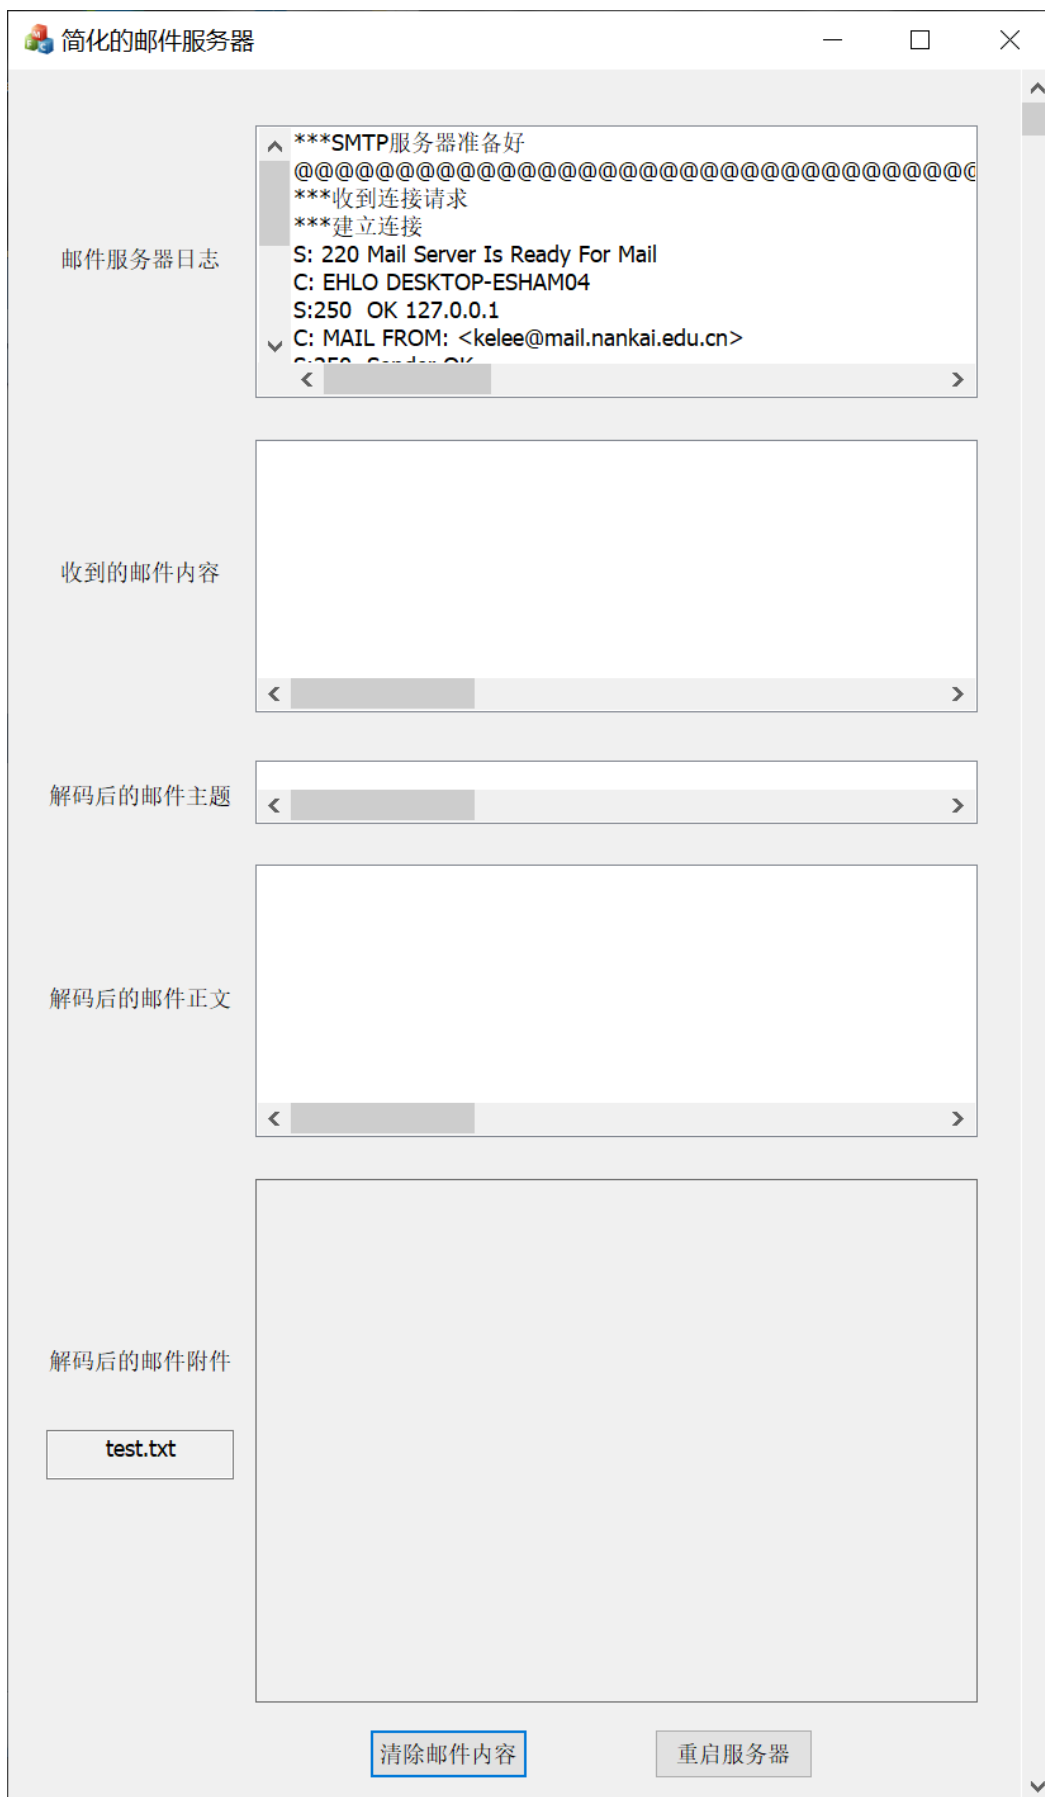 简化的邮件服务器
邮件服务器日志
***SMTP服务器准备好
@@@@@@@@@@@@@@@@@@@@@@@@@@@@@@@@@@
***收到连接请求
***建立连接
S: 220 Mail Server Is Ready For Mail
C: EHLO DESKTOP-ESHAM04
S:250  OK 127.0.0.1
C: MAIL FROM: <kelee@mail.nankai.edu.cn>
S:250  Sender OK
收到的邮件内容
解码后的邮件主题
解码后的邮件正文
解码后的邮件附件
test.txt
清除邮件内容
重启服务器